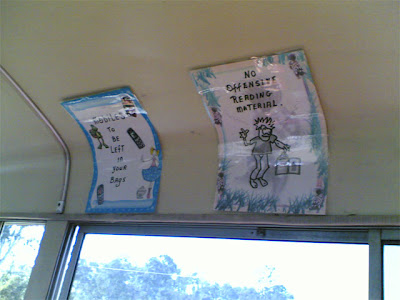 MOBILES
To
BE
LEFT
in
YOUR
Bags
NO
OFFENSIVE
READING
MATERIAL.